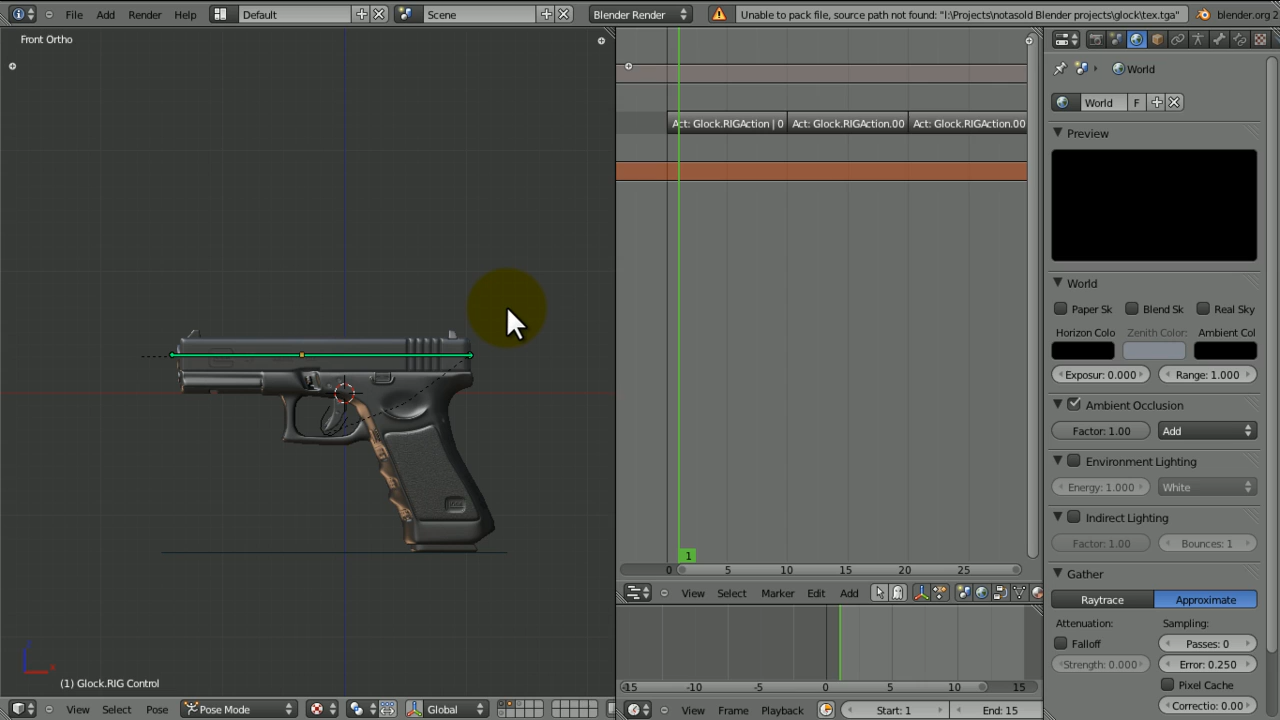 File Add Render Help Default Scene Blender Render Unable to pack file, source path not found: "I:\Projects\notasold Blender projects\glock\tex.tga" blender.org 2
Front Ortho
World
World F
Preview
Act: Glock.RIGAction | 0 Act: Glock.RIGAction.00 Act: Glock.RIGAction.00
World
Paper Sk Blend Sk Real Sky
Horizon Colo Zenith Color: Ambient Col
Exposur: 0.000 Range: 1.000
Ambient Occlusion
Factor: 1.00 Add
Environment Lighting
Energy: 1.000 White
Indirect Lighting
Factor: 1.00 Bounces: 1
1
0 5 10 15 20 25
Gather
View Select Marker Edit Add
Raytrace Approximate
Attenuation: Sampling:
Falloff Passes: 0
Strength: 0.000 Error: 0.250
(1) Glock.RIG Control
-15 -10 -5 0 5 10 15
Pixel Cache
Correctio: 0.00
View Select Pose Pose Mode Global
View Frame Playback Start: 1 End: 15